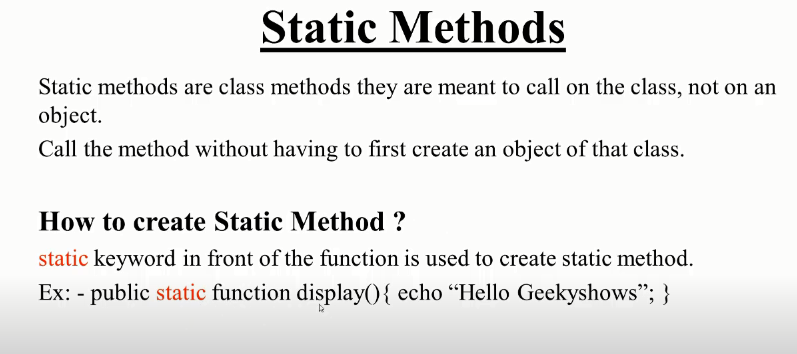 Static Methods
Static methods are class methods they are meant to call on the class, not on an
object.
Call the method without having to first create an object of that class.
How to create Static Method ?
static keyword in front of the function is used to create static method.
Ex: - public static function display(){ echo “Hello Geekyshows”; }